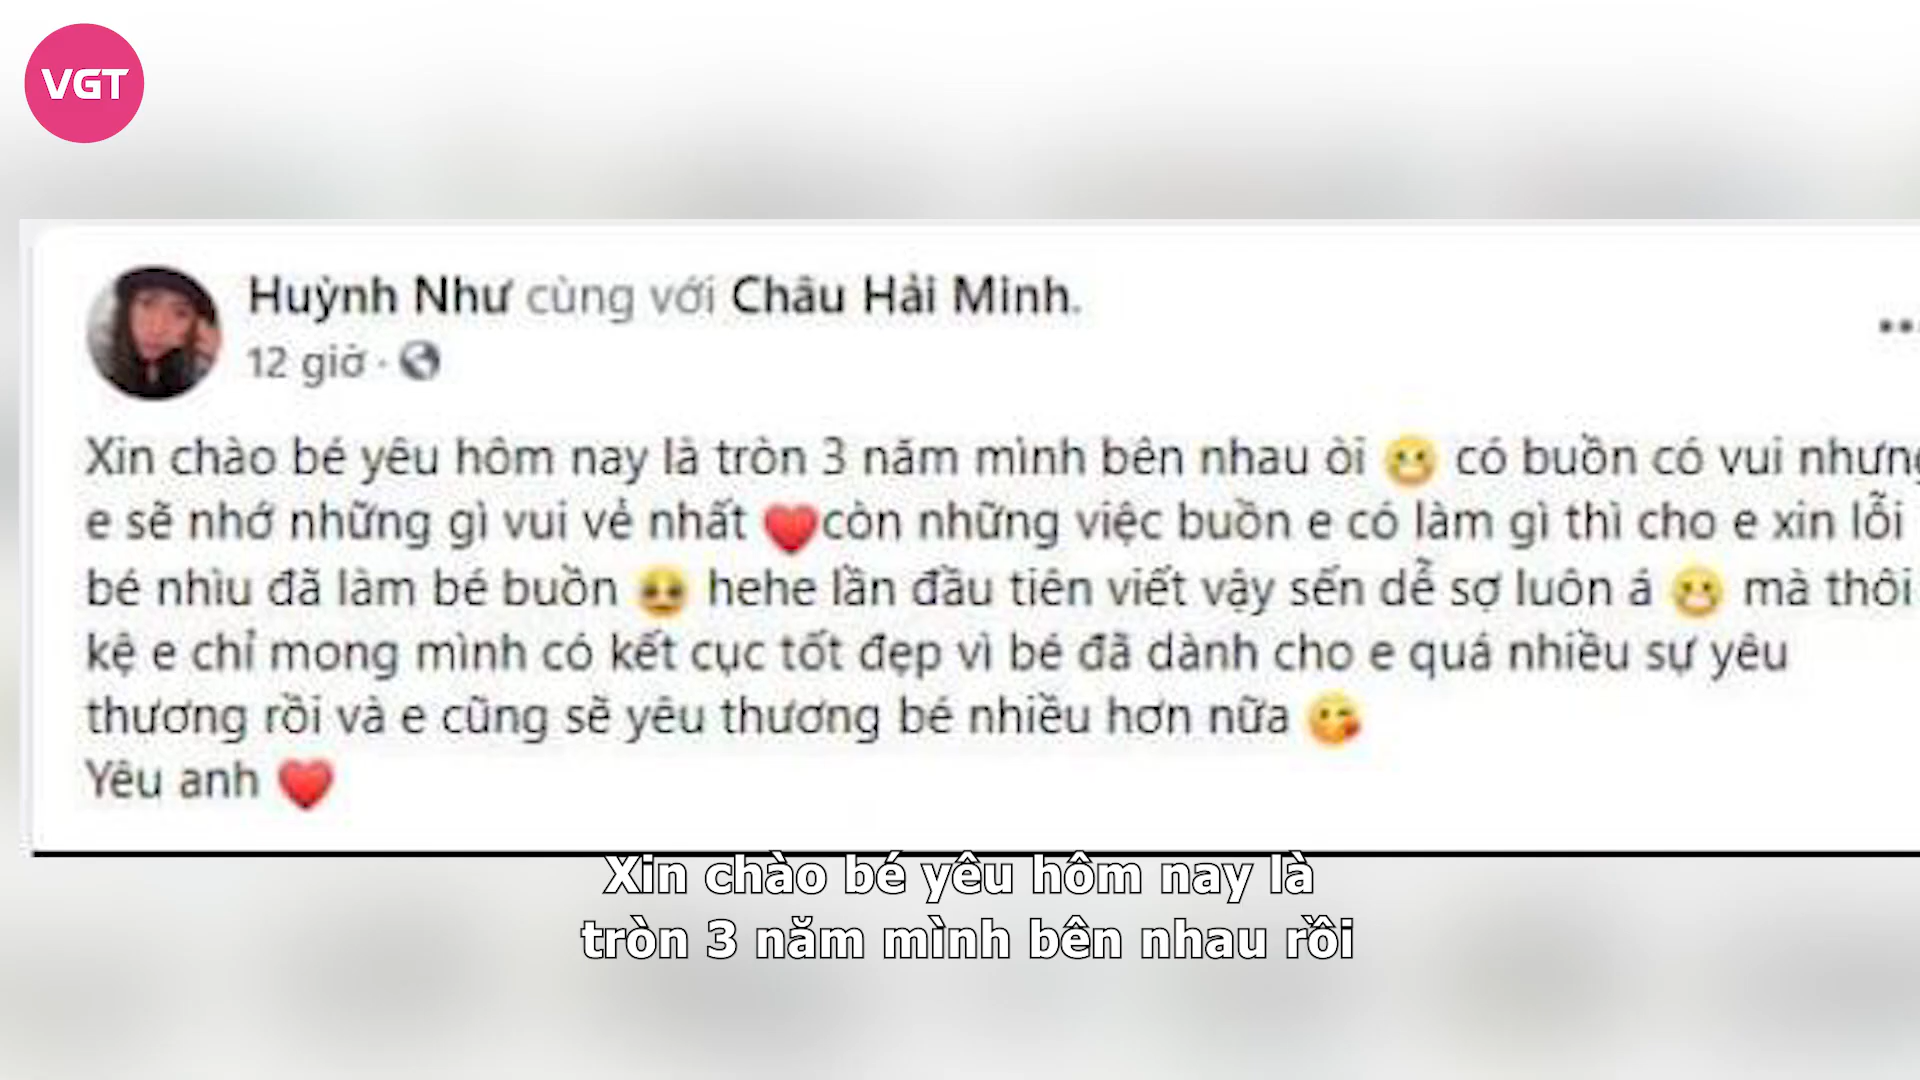 VGT
Huỳnh Như cùng với Châu Hải Minh.
12 giờ ·
Xin chào bé yêu hôm nay là tròn 3 năm mình bên nhau òi 😬 có buồn có vui nhưng
e sẽ nhớ những gì vui vẻ nhất ❤️còn những việc buồn e có làm gì thì cho e xin lỗi
bé nhìu đã làm bé buồn 😆 hehe lần đầu tiên viết vậy sến dễ sợ luôn á 😬 mà thôi
kệ e chỉ mong mình có kết cục tốt đẹp vì bé đã dành cho e quá nhiều sự yêu
thương rồi và e cũng sẽ yêu thương bé nhiều hơn nữa 😘
Yêu anh ❤️
Xin chào bé yêu hôm nay là
tròn 3 năm mình bên nhau rồi